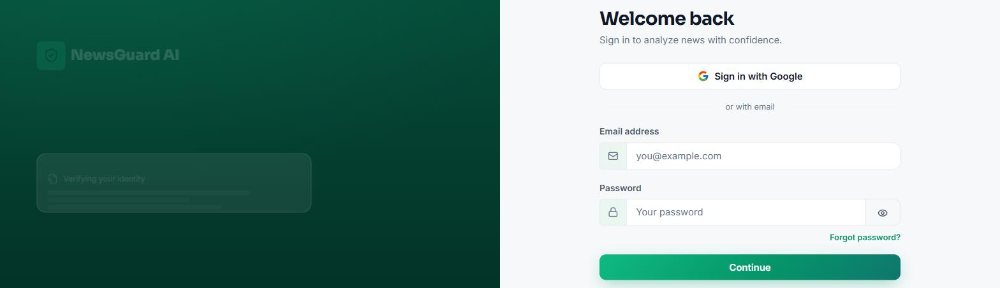 NewsGuard AI
Verifying your identity
Welcome back
Sign in to analyze news with confidence.
Sign in with Google
or with email
Email address
you@example.com
Password
Your password
Forgot password?
Continue